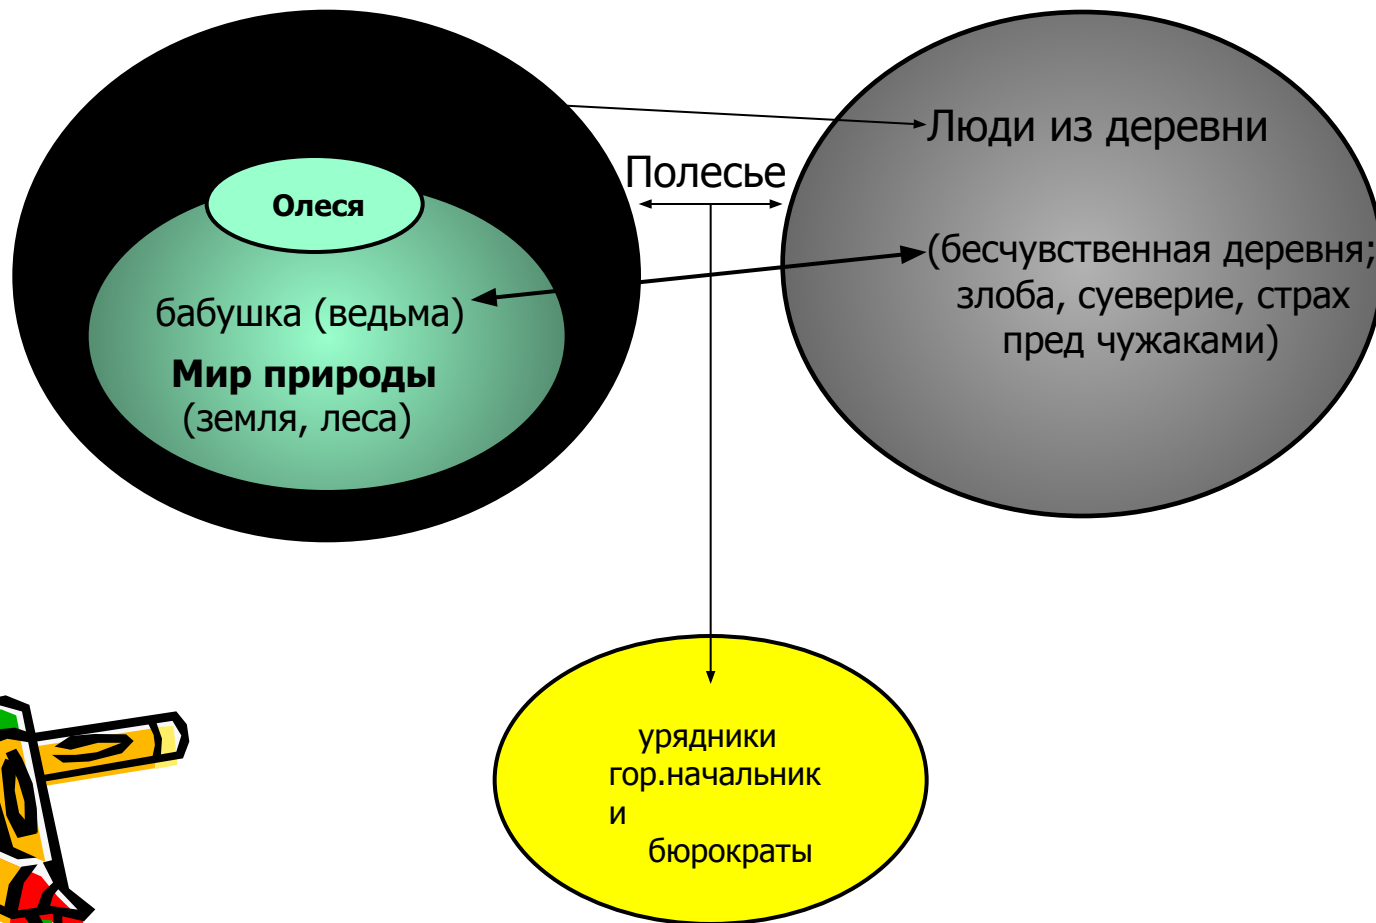 Олеся
бабушка (ведьма)
Мир природы
(земля, леса)
Полесье
Люди из деревни
(бесчувственная деревня;
злоба, суеверие, страх
пред чужаками)
урядники
гор.начальник
и
бюрократы